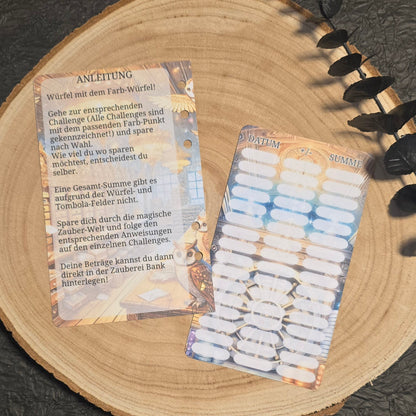 ANLEITUNG
Würfel mit dem Farb-Würfel!
Gehe zur entsprechenden
Challenge (Alle Challenges sind
mit dem passenden Farb-Punkt
gekennzeichnet!) und spare
nach Wahl.
Wie viel du wo sparen
möchtest, entscheidest du
selber.
Eine Gesamt-Summe gibt es
aufgrund der Würfel- und
Tombola-Felder nicht.
Spare dich durch die magische
Zauber-Welt und folge den
entsprechenden Anweisungen
auf den einzelnen Challenges.
Deine Beträge kannst du dann
direkt in der Zauberei Bank
hinterlegen!
DATUM SUMME